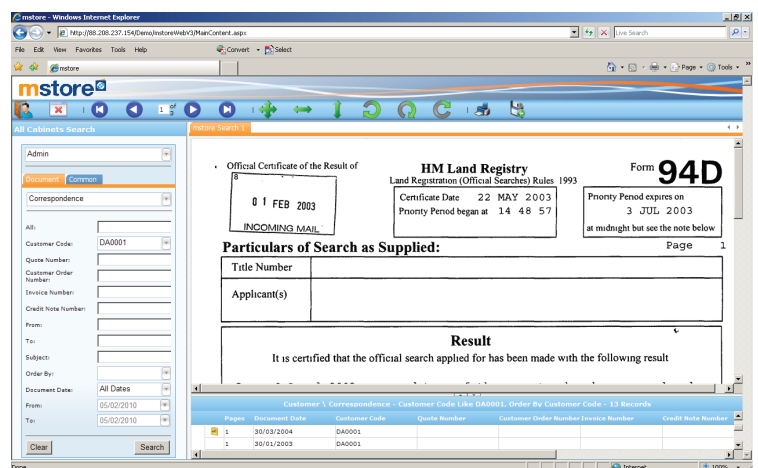 mstore - Windows Internet Explorer
http://88.208.237.154/Demo/mstoreWebV3/MainContent.aspx
Live Search
File Edit View Favorites Tools Help
Convert Select
mstore
Page Tools
mstore
1 of
All Cabinets Search
mstore Search 1
Admin
Document Common
Correspondence
All:
Customer Code: DA0001
Quote Number:
Customer Order Number:
Invoice Number:
Credit Note Number:
From:
To:
Subject:
Order By:
Document Date: All Dates
From: 05/02/2010
To: 05/02/2010
Clear Search
Official Certificate of the Result of
HM Land Registry
Land Registration (Official Searches) Rules 1993
Form 94D
8
0 1 FEB 2003
INCOMING MAIL
Certificate Date 22 MAY 2003
Priority Period began at 14 48 57
Priority Period expires on
3 JUL 2003
at midnight but see the note below
Particulars of Search as Supplied:
Page 1
Title Number
Applicant(s)
Result
It is certified that the official search applied for has been made with the following result
Customer \ Correspondence - Customer Code Like DA0001, Order By Customer Code - 13 Records
Pages Document Date Customer Code Quote Number Customer Order Number Invoice Number Credit Note Number
1 30/03/2004 DA0001
1 30/01/2003 DA0001
Done
Internet
100%